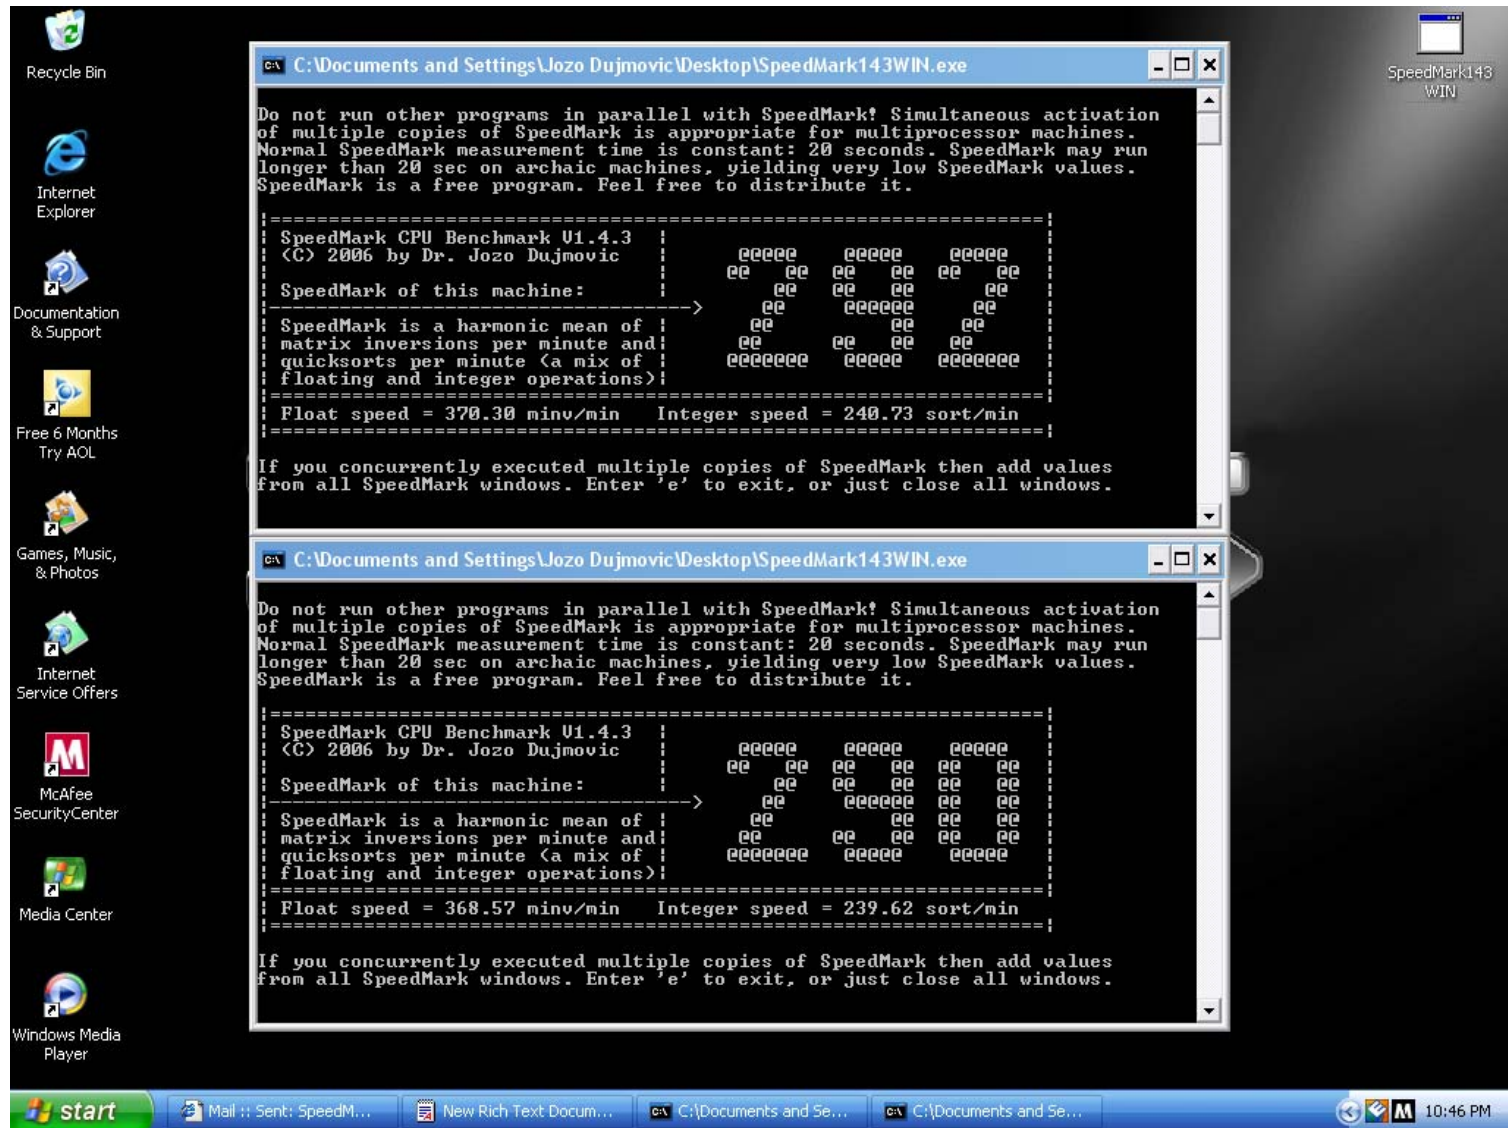 Recycle Bin
Internet
Explorer
Documentation
& Support
Free 6 Months
Try AOL
Games, Music,
& Photos
Internet
Service Offers
McAfee
SecurityCenter
Media Center
Windows Media
Player
SpeedMark143
WIN
C:\Documents and Settings\Jozo Dujmovic\Desktop\SpeedMark143WIN.exe
Do not run other programs in parallel with SpeedMark! Simultaneous activation
of multiple copies of SpeedMark is appropriate for multiprocessor machines.
Normal SpeedMark measurement time is constant: 20 seconds. SpeedMark may run
longer than 20 sec on archaic machines, yielding very low SpeedMark values.
SpeedMark is a free program. Feel free to distribute it.
SpeedMark CPU Benchmark V1.4.3
(C) 2006 by Dr. Jozo Dujmovic
SpeedMark of this machine:
292
SpeedMark is a harmonic mean of
matrix inversions per minute and
quicksorts per minute (a mix of
floating and integer operations)
Float speed = 370.30 minv/min Integer speed = 240.73 sort/min
If you concurrently executed multiple copies of SpeedMark then add values
from all SpeedMark windows. Enter 'e' to exit, or just close all windows.
C:\Documents and Settings\Jozo Dujmovic\Desktop\SpeedMark143WIN.exe
Do not run other programs in parallel with SpeedMark! Simultaneous activation
of multiple copies of SpeedMark is appropriate for multiprocessor machines.
Normal SpeedMark measurement time is constant: 20 seconds. SpeedMark may run
longer than 20 sec on archaic machines, yielding very low SpeedMark values.
SpeedMark is a free program. Feel free to distribute it.
SpeedMark CPU Benchmark V1.4.3
(C) 2006 by Dr. Jozo Dujmovic
SpeedMark of this machine:
290
SpeedMark is a harmonic mean of
matrix inversions per minute and
quicksorts per minute (a mix of
floating and integer operations)
Float speed = 368.57 minv/min Integer speed = 239.62 sort/min
If you concurrently executed multiple copies of SpeedMark then add values
from all SpeedMark windows. Enter 'e' to exit, or just close all windows.
start
Mail :: Sent: SpeedM...
New Rich Text Docum...
C:\Documents and Se...
C:\Documents and Se...
10:46 PM